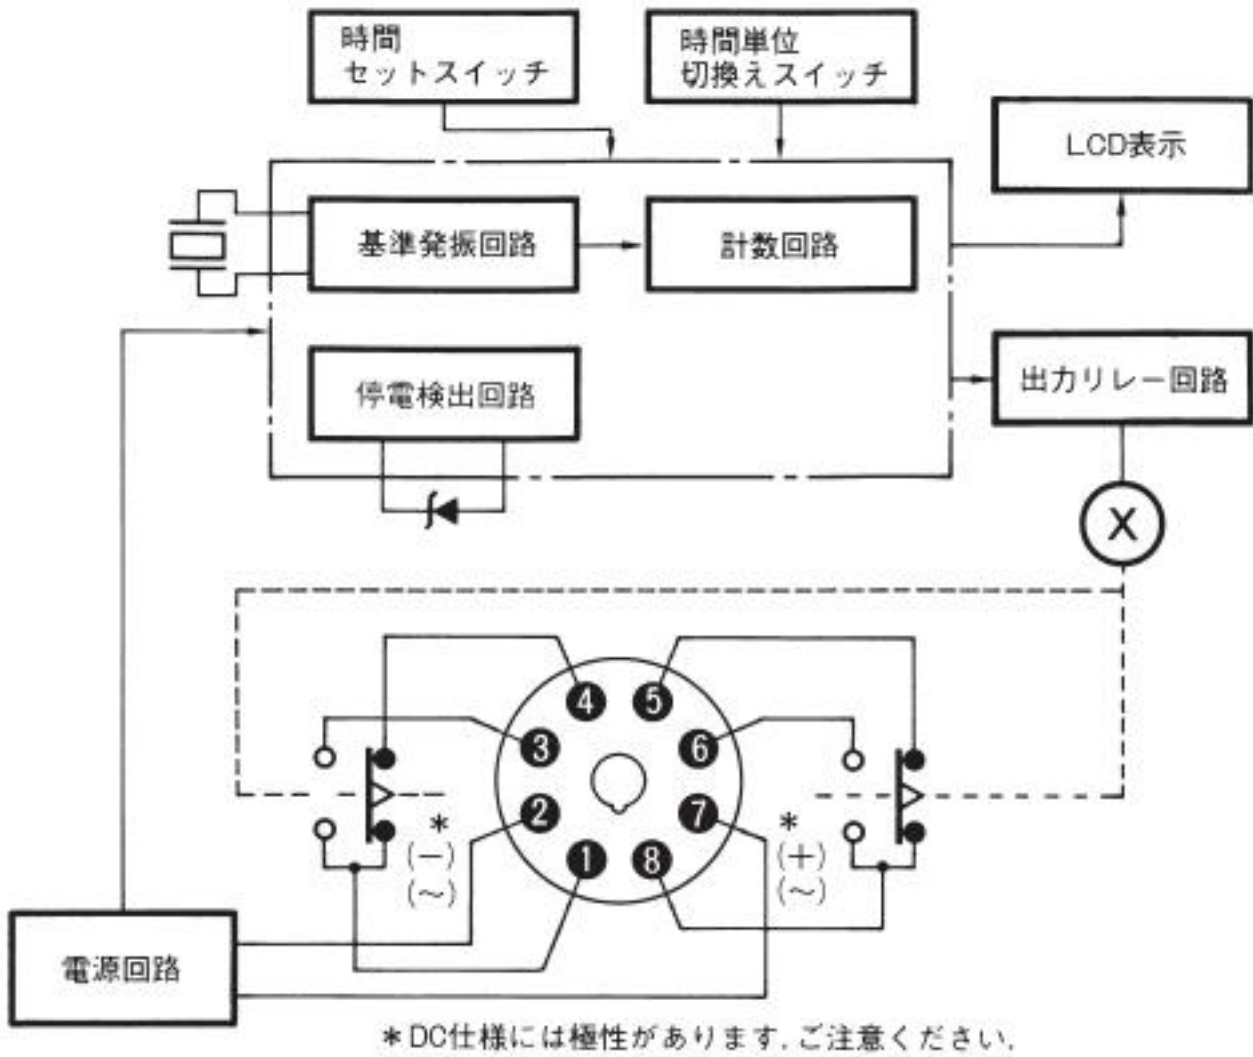 時間
セットスイッチ
時間単位
切換えスイッチ
LCD表示
基準発振回路
計数回路
停電検出回路
出力リレー回路
X
4
5
3
6
2
7
1
8
*
(−)
(~)
*
(+)
(~)
電源回路
*DC仕様には極性があります.ご注意ください.